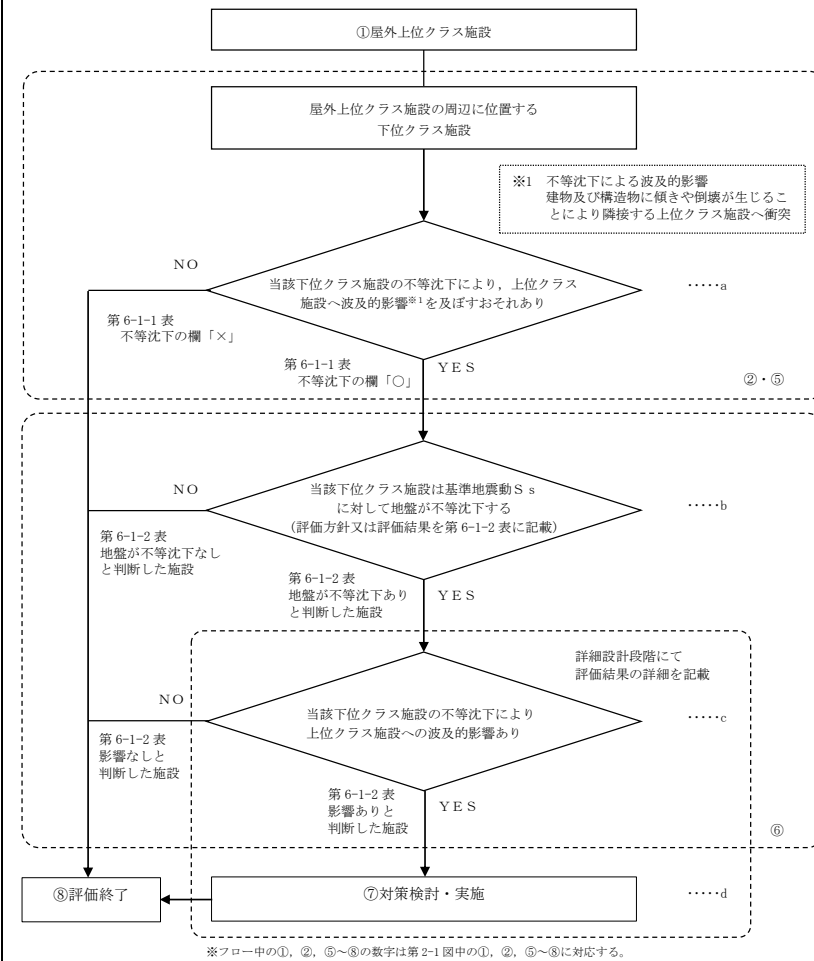 ①屋外上位クラス施設
屋外上位クラス施設の周辺に位置する
下位クラス施設
※1 不等沈下による波及的影響
建物及び構造物に傾きや倒壊が生じるこ
とにより隣接する上位クラス施設へ衝突
NO
当該下位クラス施設の不等沈下により，上位クラス
施設へ波及的影響※1を及ぼすおそれあり
‥‥‥a
第 6-1-1 表
不等沈下の欄「×」
第 6-1-1 表
不等沈下の欄「○」
YES
②・⑤
NO
当該下位クラス施設は基準地震動Ｓｓ
に対して地盤が不等沈下する
(評価方針又は評価結果を第 6-1-2 表に記載)
‥‥‥b
第 6-1-2 表
地盤が不等沈下なし
と判断した施設
第 6-1-2 表
地盤が不等沈下あり
と判断した施設
YES
詳細設計段階にて
評価結果の詳細を記載
NO
当該下位クラス施設の不等沈下により
上位クラス施設への波及的影響あり
‥‥‥c
第 6-1-2 表
影響なしと
判断した施設
第 6-1-2 表
影響ありと
判断した施設
YES
⑥
⑧評価終了
⑦対策検討・実施
‥‥‥d
※フロー中の①，②，⑤～⑧の数字は第 2-1 図中の①，②，⑤～⑧に対応する。